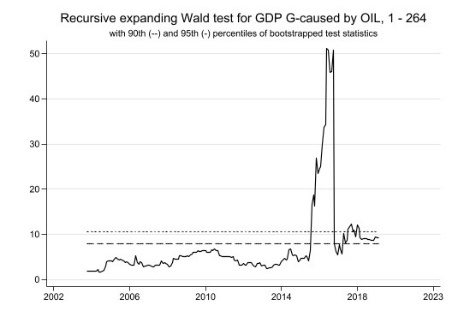 Recursive expanding Wald test for GDP G-caused by OIL, 1 - 264
with 90th (--) and 95th (-) percentiles of bootstrapped test statistics
50
40
30
20
10
0
2002 2006 2010 2014 2018 2023